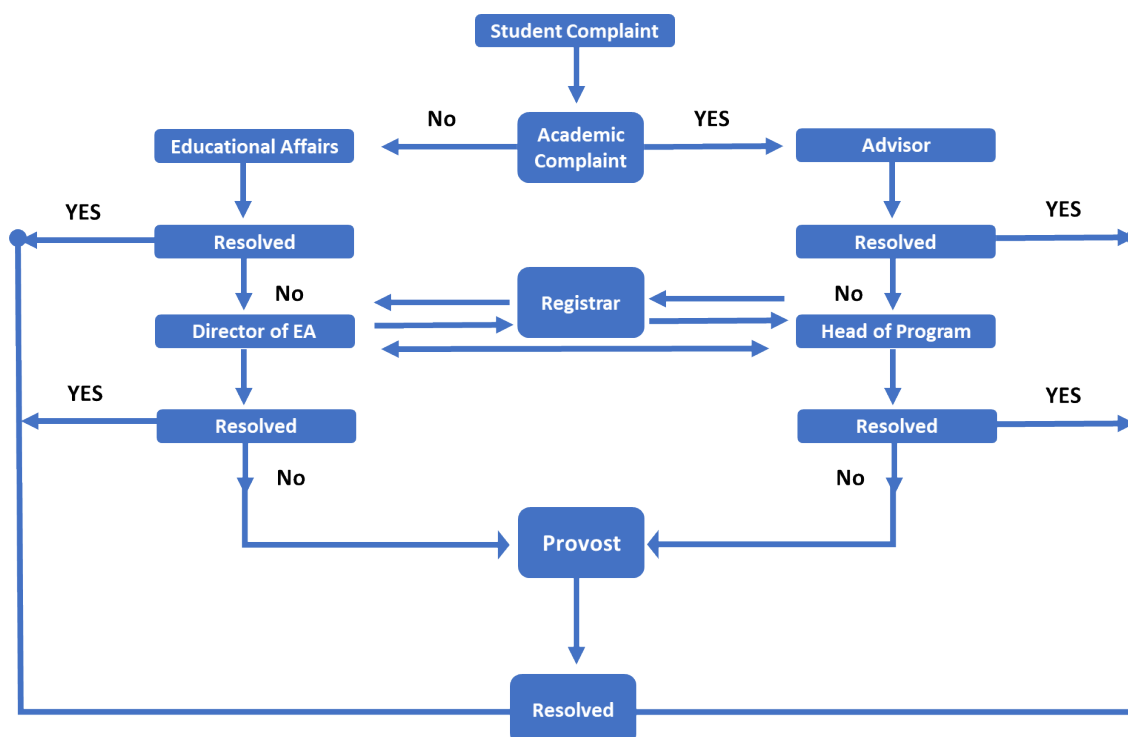 Student Complaint
No
Academic
Complaint
YES
Educational Affairs
Advisor
YES
Resolved
Resolved
YES
No
Registrar
No
Director of EA
Head of Program
YES
Resolved
Resolved
YES
No
No
Provost
Resolved